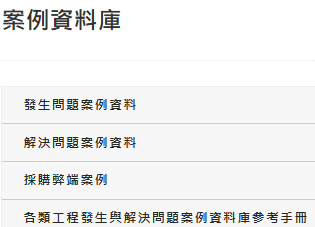 案例資料庫
發生問題案例資料
解決問題案例資料
採購弊端案例
各類工程發生與解決問題案例資料庫參考手冊